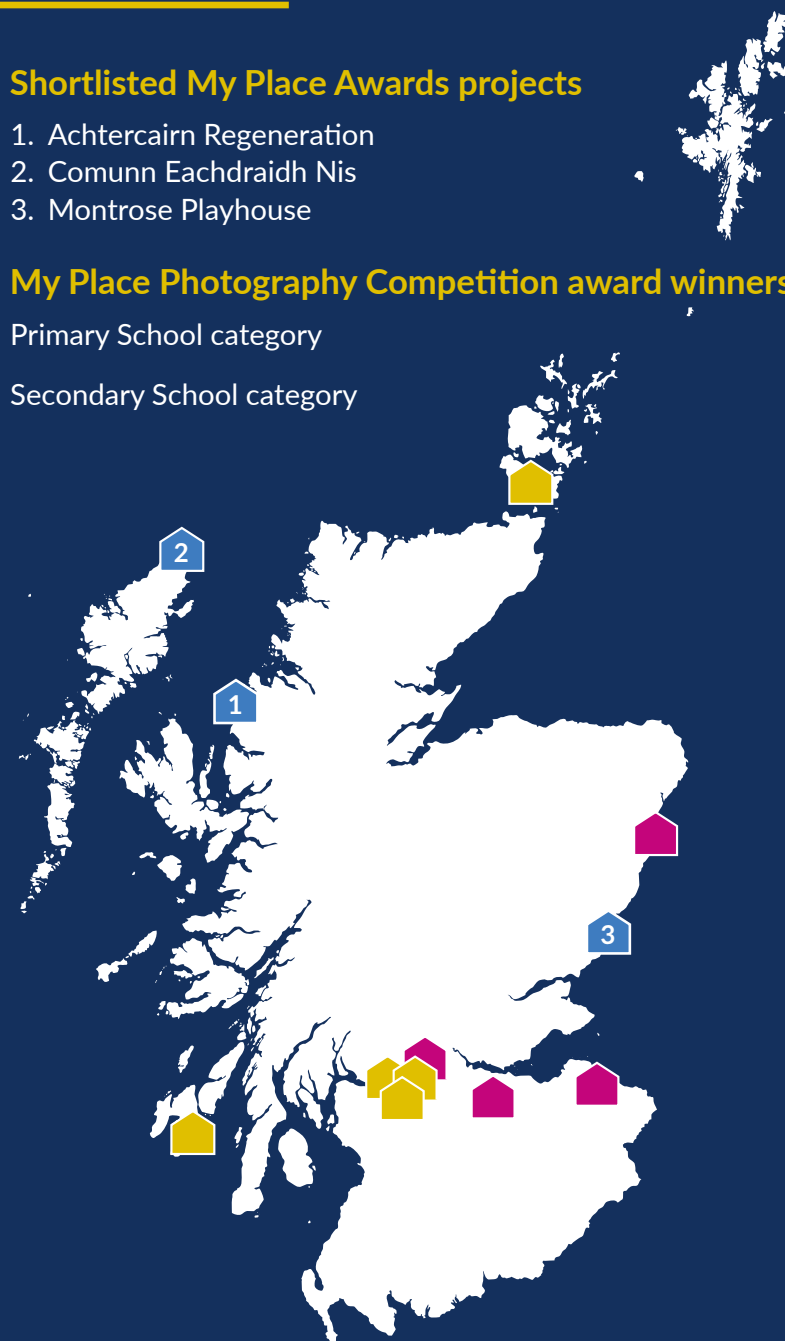 Shortlisted My Place Awards projects
1. Achtercairn Regeneration
2. Comunn Eachdraidh Nis
3. Montrose Playhouse
My Place Photography Competition award winners
Primary School category
Secondary School category
2
1
3